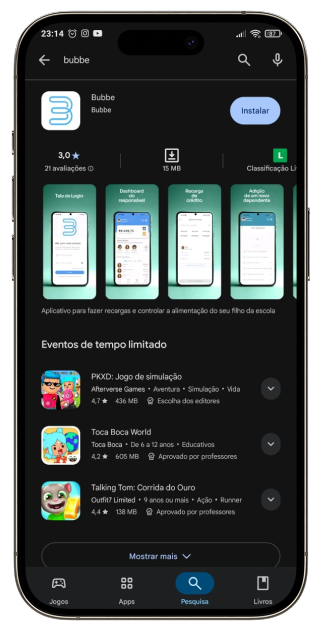 23:14
37
bubbe
Bubbe
Bubbe
Instalar
3,0 ★
21 avaliações
15 MB
L
Classificação Li
Tela de Login
Dashboard
do
responsável
Recarga
de
crédito
Adição
de um novo
dependente
Aplicativo para fazer recargas e controlar a alimentação do seu filho da escola
Eventos de tempo limitado
PKXD: Jogo de simulação
Afterverse Games • Aventura • Simulação • Vida
4,7 ★ 436 MB Escolha dos editores
Toca Boca World
Toca Boca • De 6 a 12 anos • Educativos
4,2 ★ 605 MB Aprovado por professores
Talking Tom: Corrida do Ouro
Outfit7 Limited • 9 anos ou mais • Ação • Runner
4,4 ★ 138 MB Aprovado por professores
Mostrar mais
Jogos
Apps
Pesquisa
Livros